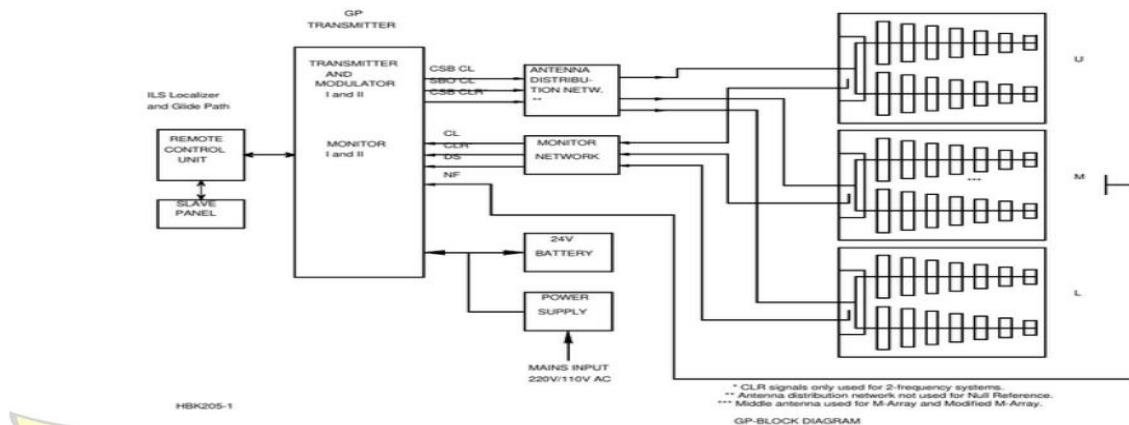 GP
TRANSMITTER
TRANSMITTER
AND
MODULATOR
I and II
MONITOR
I and II
ILS Localizer
and Glide Path
REMOTE
CONTROL
UNIT
SLAVE
PANEL
CSB CL
SBO CL
CSB CLR*
ANTENNA
DISTRIBU-
TION NETW.
**
CL
CLR*
DS
NF
MONITOR
NETWORK
24V
BATTERY
POWER
SUPPLY
MAINS INPUT
220V/110V AC
U
M
***
L
* CLR signals only used for 2-frequency systems.
** Antenna distribution network not used for Null Reference.
*** Middle antenna used for M-Array and Modified M-Array.
HBK205-1
GP-BLOCK DIAGRAM